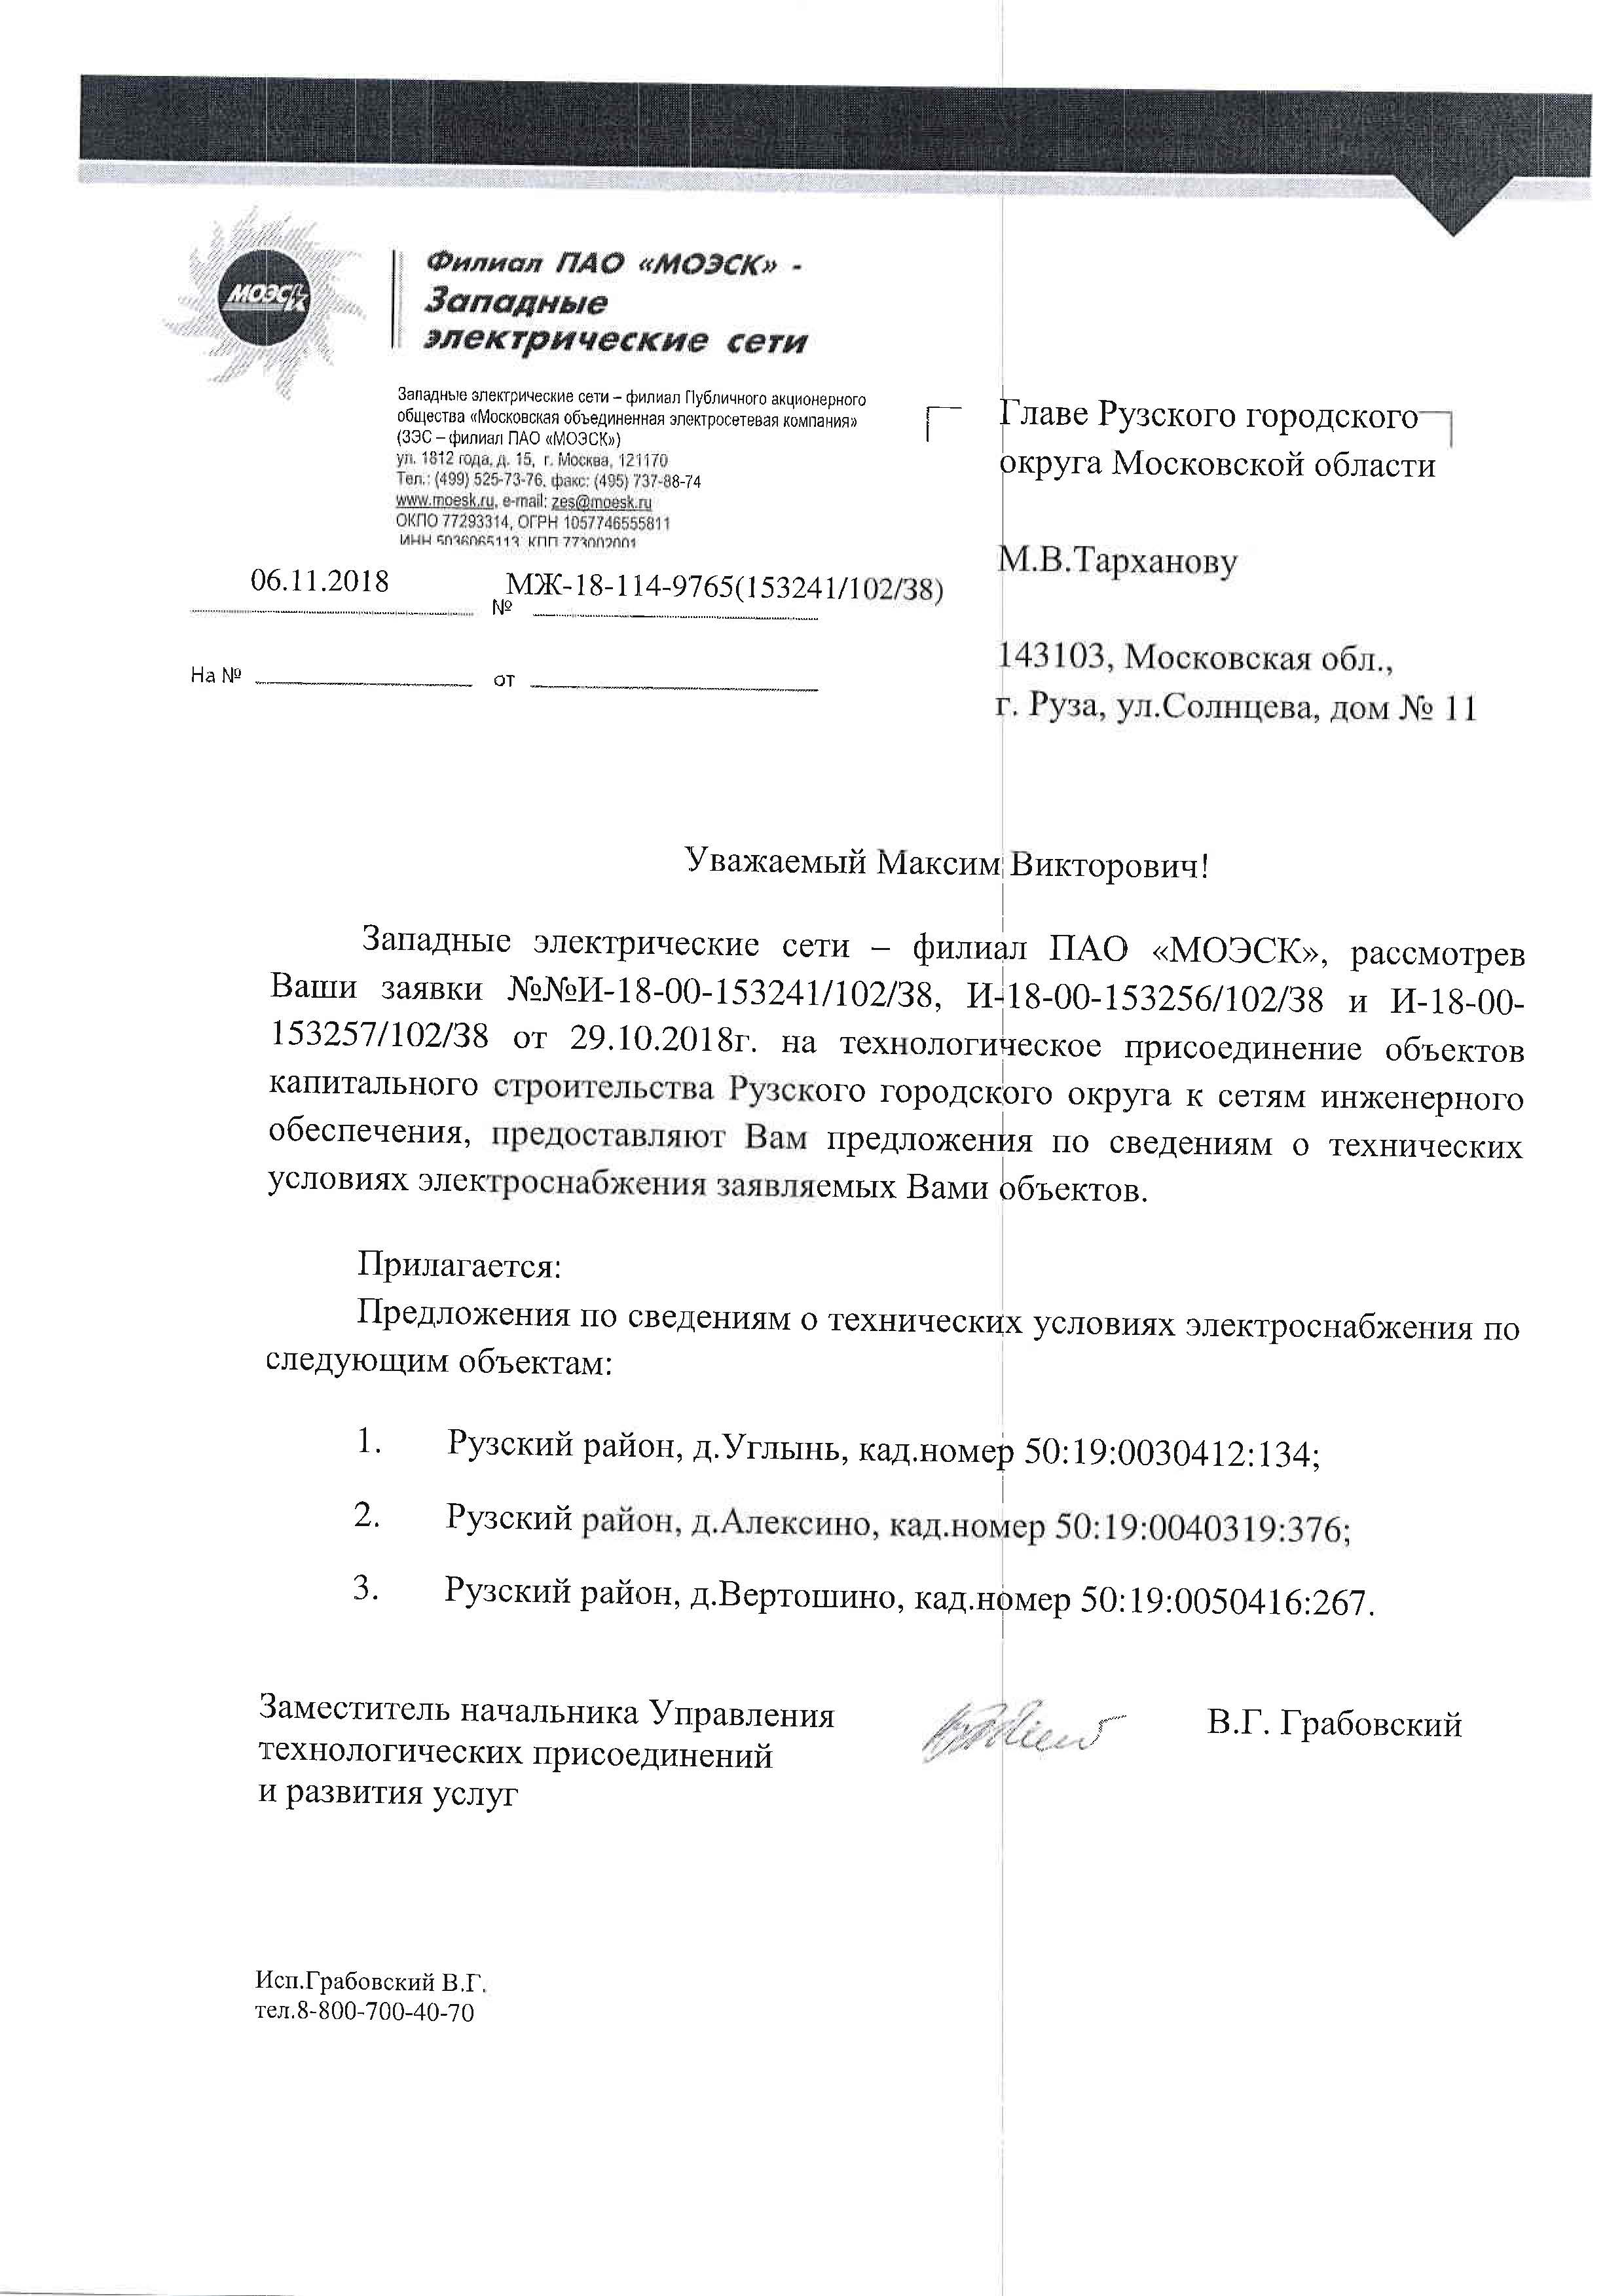 МОЭСК
Филиал ПАО «МОЭСК» -
Западные
электрические сети
Западные электрические сети – филиал Публичного акционерного
общества «Московская объединенная электросетевая компания»
(ЗЭС – филиал ПАО «МОЭСК»)
ул. 1812 года, д. 15, г. Москва, 121170
Тел.: (499) 525-73-76, факс: (495) 737-88-74
www.moesk.ru, e-mail: zes@moesk.ru
ОКПО 77293314, ОГРН 1057746555811
ИНН 5036065113, КПП 773002001
06.11.2018 № МЖ-18-114-9765(153241/102/З8)
На № от
Главе Рузского городского
округа Московской области
М.В.Тарханову
143103, Московская обл.,
г. Руза, ул.Солнцева, дом № 11
Уважаемый Максим Викторович!
Западные электрические сети – филиал ПАО «МОЭСК», рассмотрев
Ваши заявки №№И-18-00-153241/102/З8, И-18-00-153256/102/З8 и И-18-00-
153257/102/З8 от 29.10.2018г. на технологическое присоединение объектов
капитального строительства Рузского городского округа к сетям инженерного
обеспечения, предоставляют Вам предложения по сведениям о технических
условиях электроснабжения заявляемых Вами объектов.
Прилагается:
Предложения по сведениям о технических условиях электроснабжения по
следующим объектам:
1. Рузский район, д.Углынь, кад.номер 50:19:0030412:134;
2. Рузский район, д.Алексино, кад.номер 50:19:0040319:376;
3. Рузский район, д.Вертошино, кад.номер 50:19:0050416:267.
Заместитель начальника Управления
технологических присоединений
и развития услуг
В.Г. Грабовский
Исп.Грабовский В.Г.
тел.8-800-700-40-70